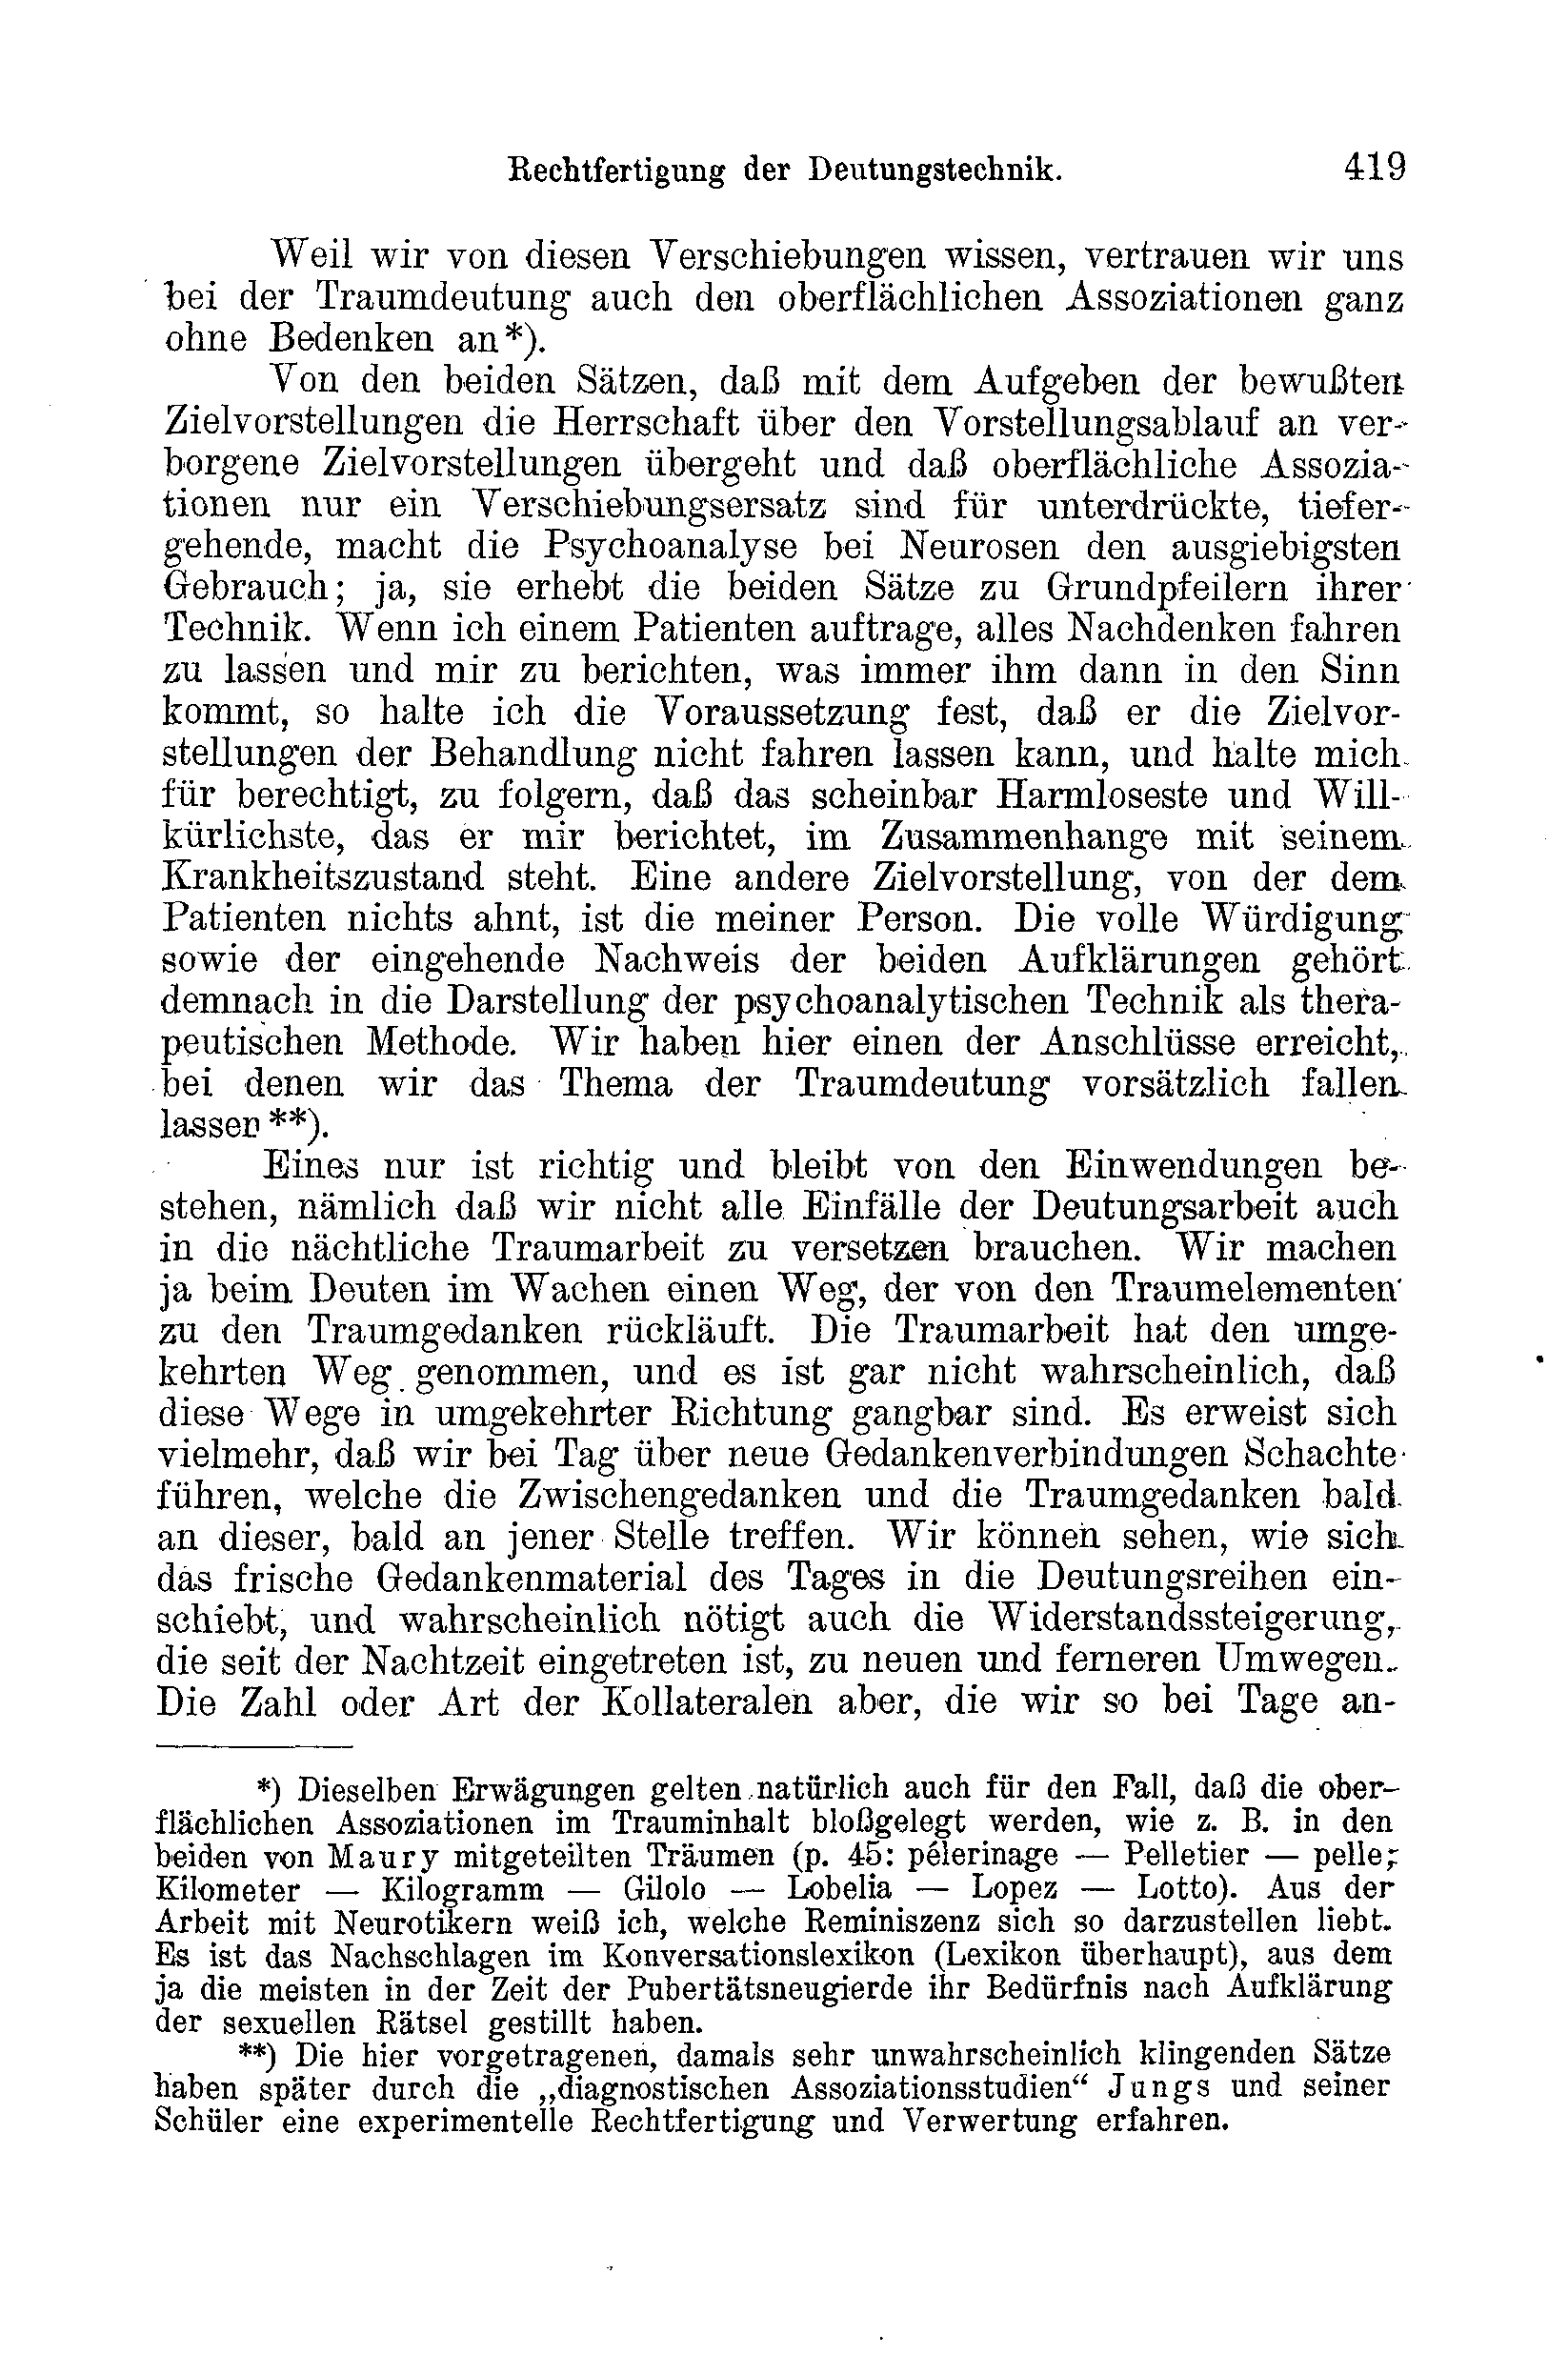 Rechtfertigung der Deutungstechnik. 419
Weil wir von diesen Verschiebungen wissen, vertrauen wir uns
bei der Traumdeutung auch den oberflächlichen Assoziationen ganz
ohne Bedenken an*).
Von den beiden Sätzen, daß mit dem Aufgeben der bewußten
Zielvorstellungen die Herrschaft über den Vorstellungsablauf an ver-
borgene Zielvorstellungen übergeht und daß oberflächliche Assozia-
tionen nur ein Verschiebungsersatz sind für unterdrückte, tiefer-
gehende, macht die Psychoanalyse bei Neurosen den ausgiebigsten
Gebrauch; ja, sie erhebt die beiden Sätze zu Grundpfeilern ihrer
Technik. Wenn ich einem Patienten auftrage, alles Nachdenken fahren
zu lassen und mir zu berichten, was immer ihm dann in den Sinn
kommt, so halte ich die Voraussetzung fest, daß er die Zielvor-
stellungen der Behandlung nicht fahren lassen kann, und halte mich
für berechtigt, zu folgern, daß das scheinbar Harmloseste und Will-
kürlichste, das er mir berichtet, im Zusammenhange mit seinem
Krankheitszustand steht. Eine andere Zielvorstellung, von der dem
Patienten nichts ahnt, ist die meiner Person. Die volle Würdigung
sowie der eingehende Nachweis der beiden Aufklärungen gehört
demnach in die Darstellung der psychoanalytischen Technik als thera-
peutischen Methode. Wir haben hier einen der Anschlüsse erreicht,
bei denen wir das Thema der Traumdeutung vorsätzlich fallen
lassen**).
Eines nur ist richtig und bleibt von den Einwendungen be-
stehen, nämlich daß wir nicht alle Einfälle der Deutungsarbeit auch
in die nächtliche Traumarbeit zu versetzen brauchen. Wir machen
ja beim Deuten im Wachen einen Weg, der von den Traumelementen
zu den Traumgedanken rückläuft. Die Traumarbeit hat den umge-
kehrten Weg genommen, und es ist gar nicht wahrscheinlich, daß
diese Wege in umgekehrter Richtung gangbar sind. Es erweist sich
vielmehr, daß wir bei Tag über neue Gedankenverbindungen Schachte
führen, welche die Zwischengedanken und die Traumgedanken bald
an dieser, bald an jener Stelle treffen. Wir können sehen, wie sich
das frische Gedankenmaterial des Tages in die Deutungsreihen ein-
schiebt, und wahrscheinlich nötigt auch die Widerstandssteigerung,
die seit der Nachtzeit eingetreten ist, zu neuen und ferneren Umwegen.
Die Zahl oder Art der Kollateralen aber, die wir so bei Tage an-
*) Dieselben Erwägungen gelten natürlich auch für den Fall, daß die ober-
flächlichen Assoziationen im Trauminhalt bloßgelegt werden, wie z. B. in den
beiden von Maury mitgeteilten Träumen (p. 45: pélerinage — Pelletier — pelle;
Kilometer — Kilogramm — Gilolo — Lobelia — Lopez — Lotto). Aus der
Arbeit mit Neurotikern weiß ich, welche Reminiszenz sich so darzustellen liebt.
Es ist das Nachschlagen im Konversationslexikon (Lexikon überhaupt), aus dem
ja die meisten in der Zeit der Pubertätsneugierde ihr Bedürfnis nach Aufklärung
der sexuellen Rätsel gestillt haben.
**) Die hier vorgetragenen, damals sehr unwahrscheinlich klingenden Sätze
haben später durch die „diagnostischen Assoziationsstudien“ Jungs und seiner
Schüler eine experimentelle Rechtfertigung und Verwertung erfahren.